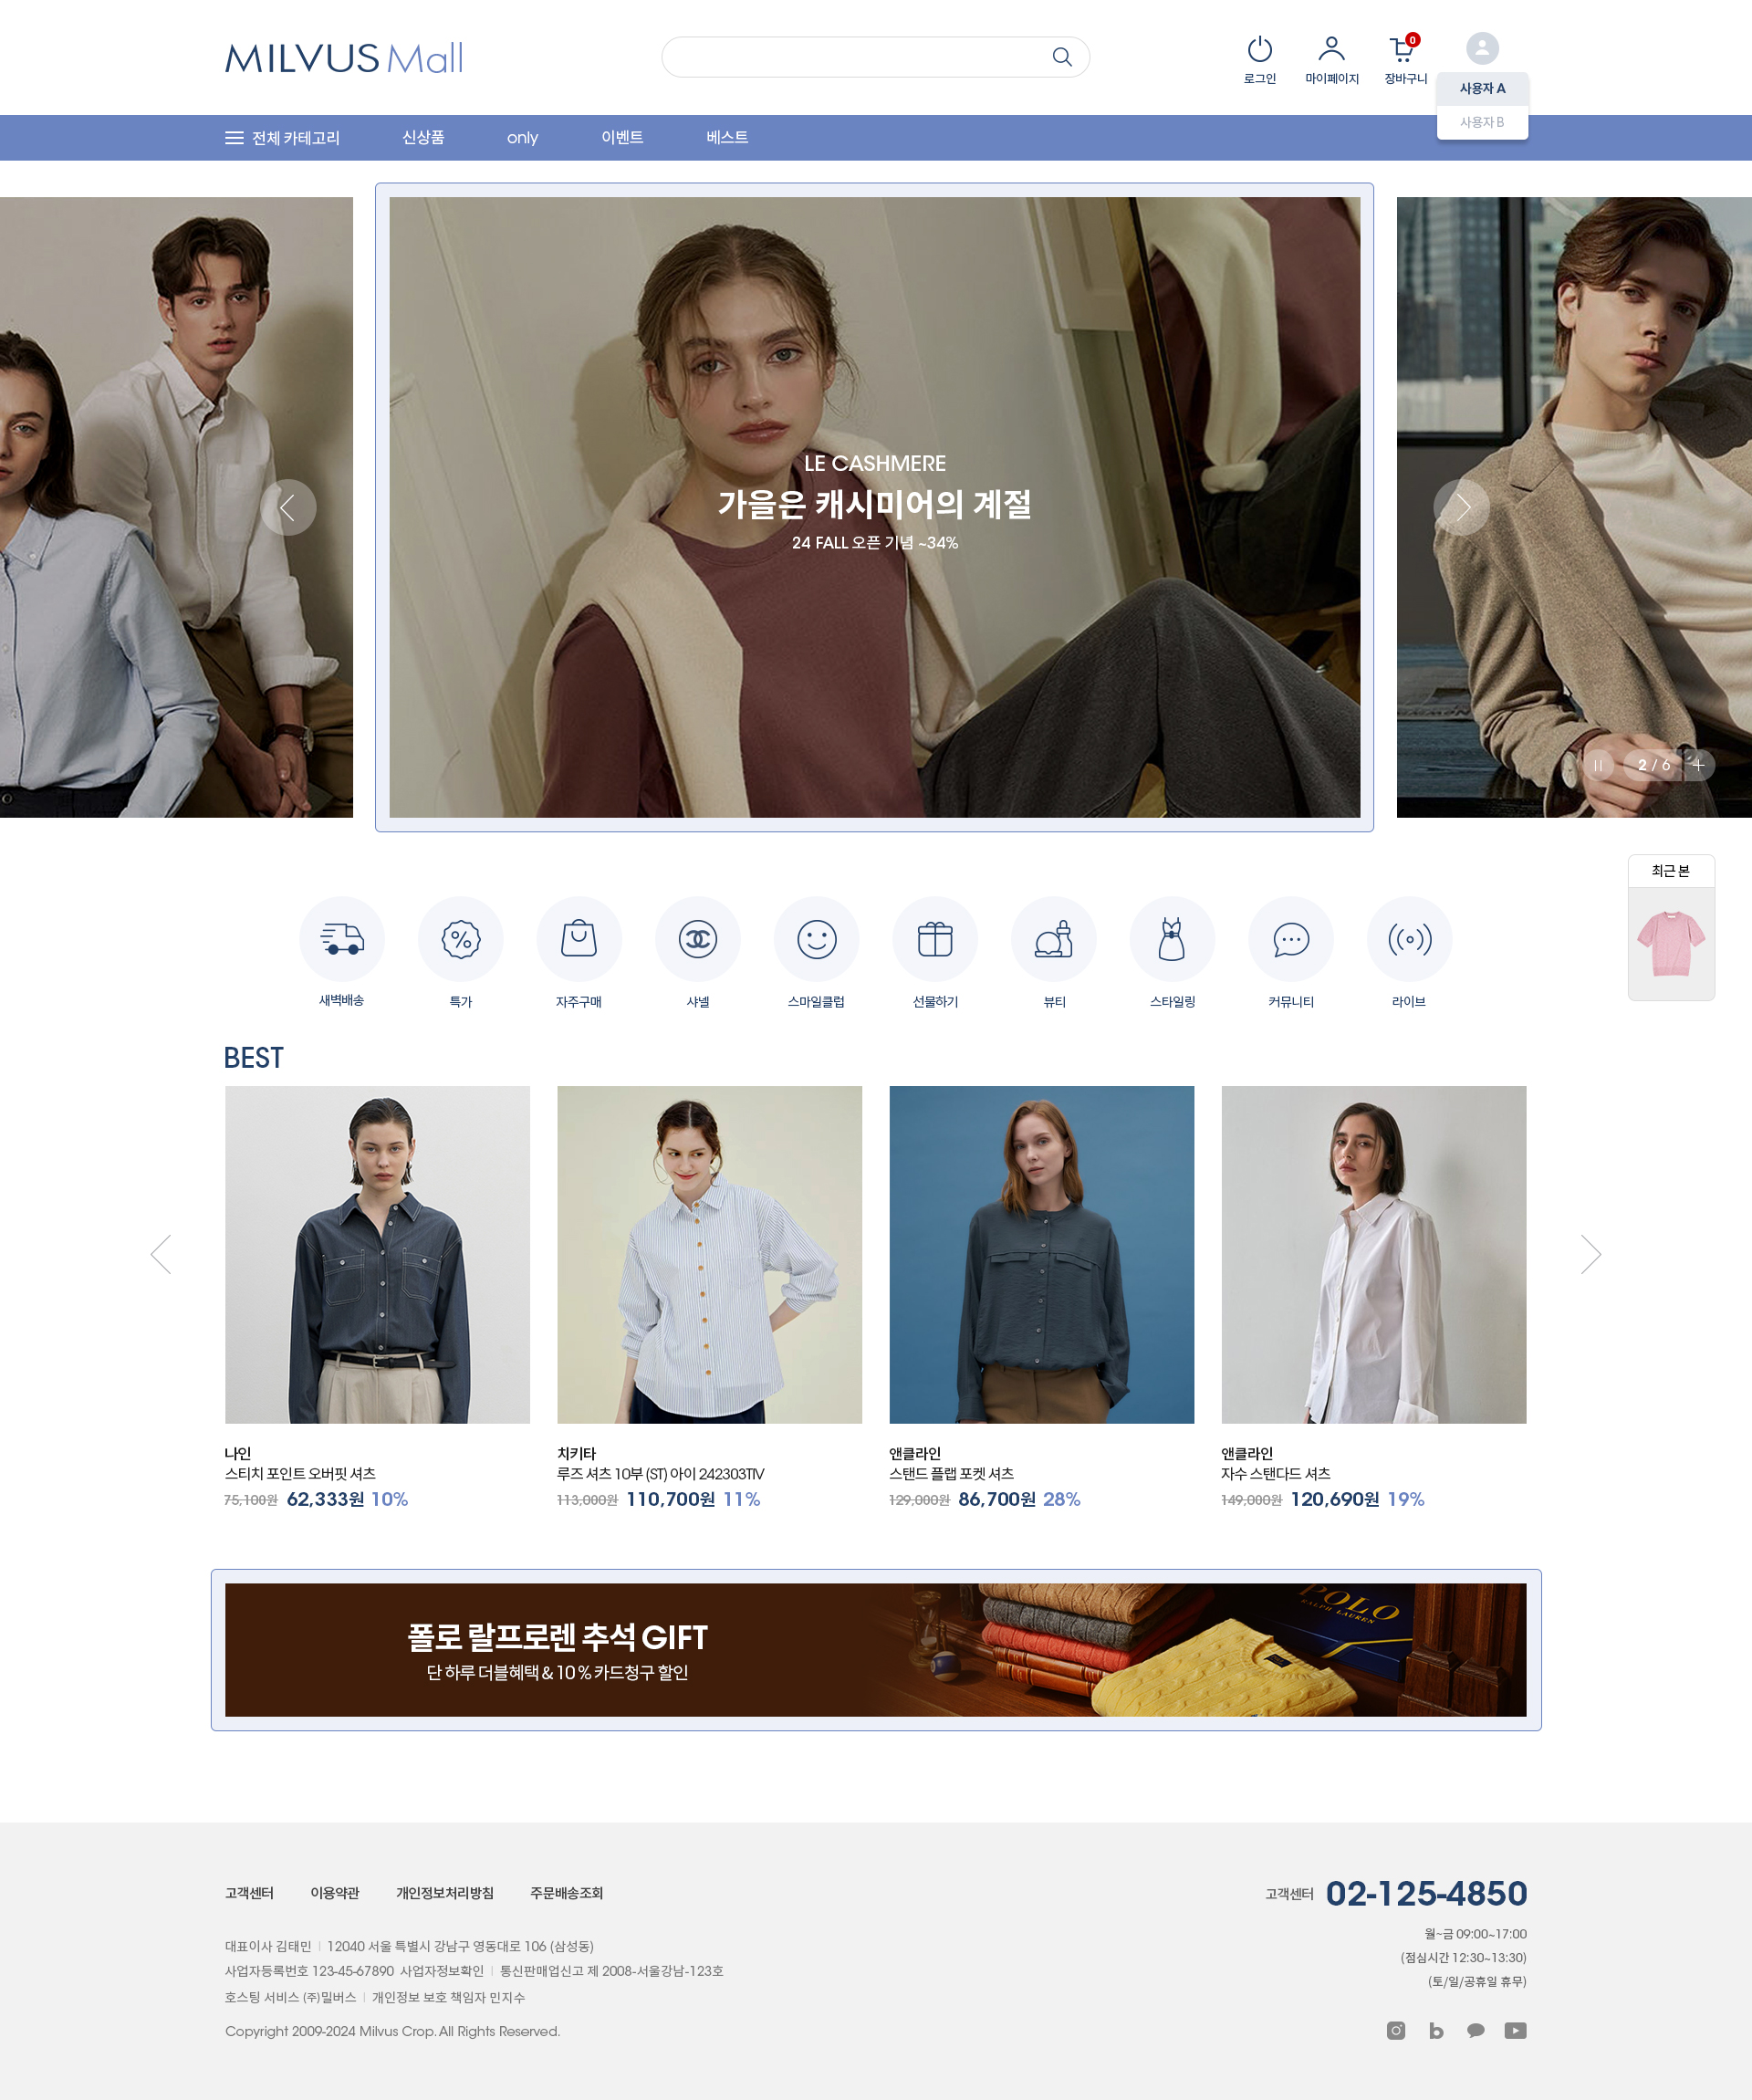 MILVUS Mall
로그인
마이페이지
0
장바구니
사용자 A
사용자 B
전체 카테고리
신상품
only
이벤트
베스트
LE CASHMERE
가을은 캐시미어의 계절
24 FALL 오픈 기념 ~34%
2 / 6
최근 본
새벽배송
특가
자주구매
샤넬
스마일클럽
선물하기
뷰티
스타일링
커뮤니티
라이브
BEST
나인
스티치 포인트 오버핏 셔츠
75,100원 62,333원 10%
치키타
루즈 셔츠 10부 (ST) 아이 242303TIV
113,000원 110,700원 11%
앤클라인
스탠드 플랩 포켓 셔츠
129,000원 86,700원 28%
앤클라인
자수 스탠다드 셔츠
149,000원 120,690원 19%
폴로 랄프로렌 추석 GIFT
단 하루 더블혜택 & 10 % 카드청구 할인
POLO
RALPH LAUREN
고객센터
이용약관
개인정보처리방침
주문배송조회
고객센터 02-125-4850
월~금 09:00~17:00
(점심시간 12:30~13:30)
(토/일/공휴일 휴무)
대표이사 김태민 | 12040 서울 특별시 강남구 영동대로 106 (삼성동)
사업자등록번호 123-45-67890 사업자정보확인 | 통신판매업신고 제 2008-서울강남-123호
호스팅 서비스 (주)밀버스 | 개인정보 보호 책임자 민지수
Copyright 2009-2024 Milvus Crop. All Rights Reserved.